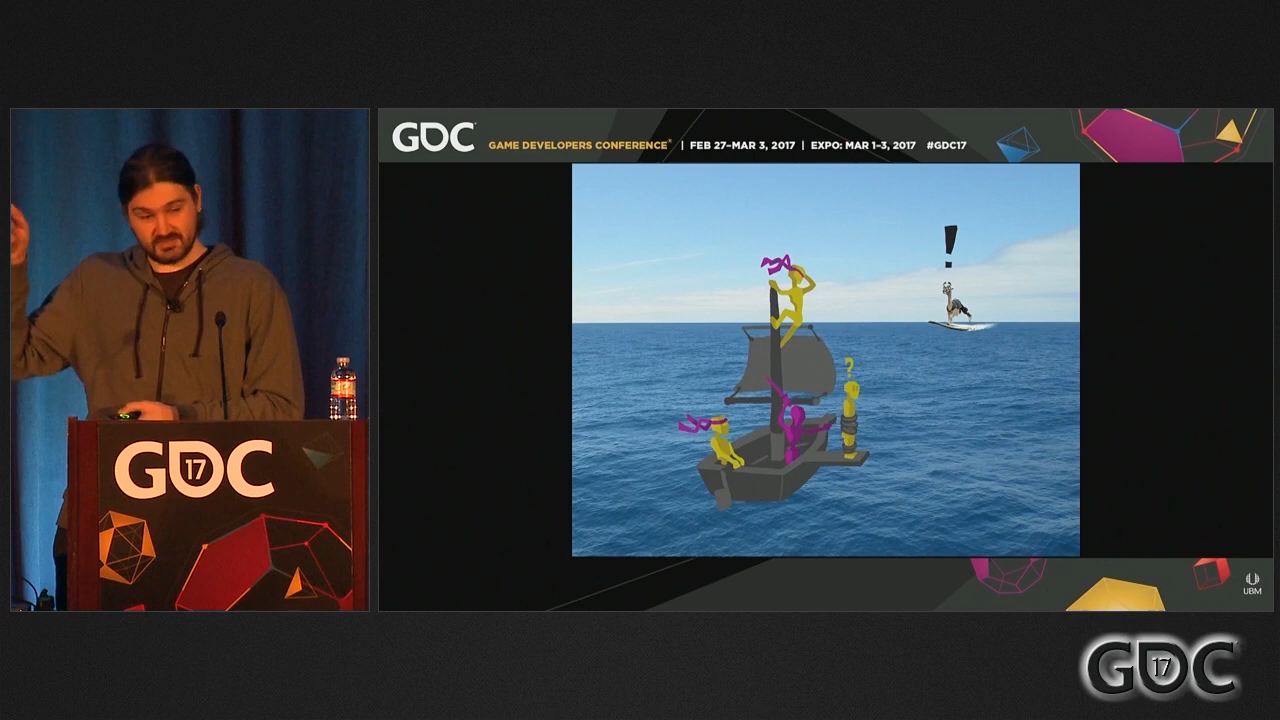 GDC
GAME DEVELOPERS CONFERENCE® | FEB 27–MAR 3, 2017 | EXPO: MAR 1–3, 2017 #GDC17
!
?
GDC
17
UBM
GDC
17